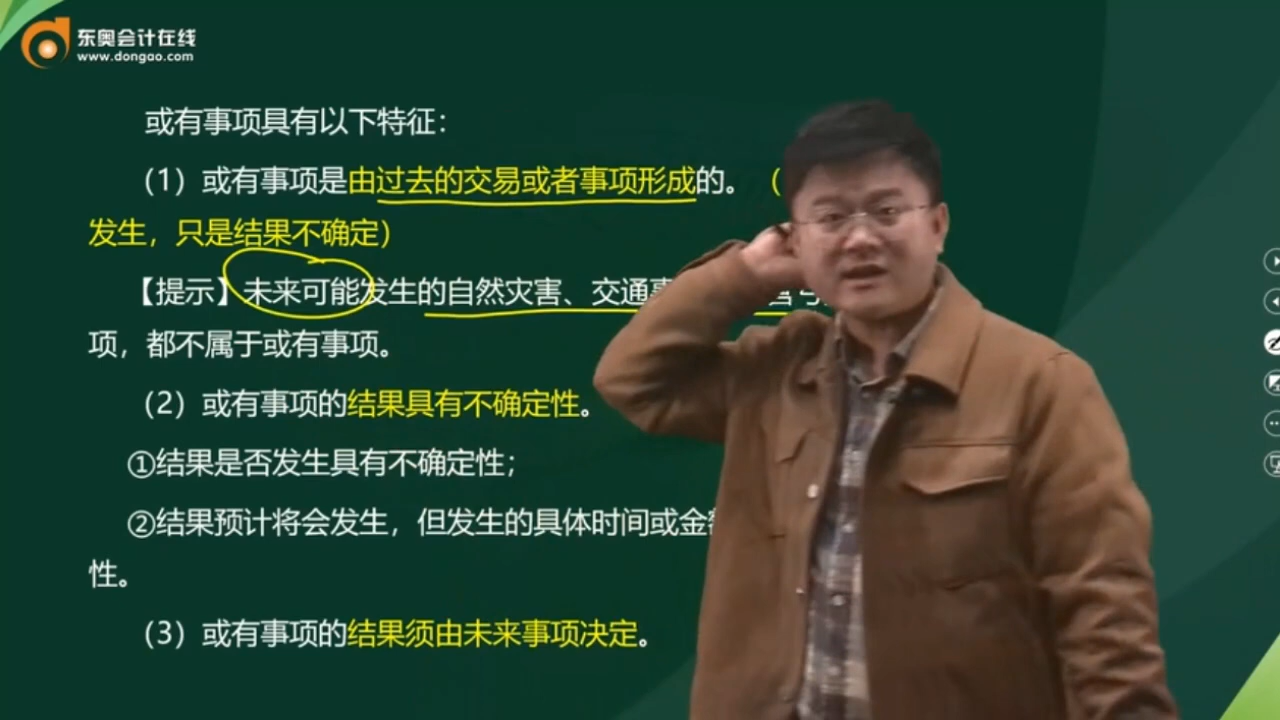 东奥会计在线
www.dongao.com
或有事项具有以下特征：
（1）或有事项是由过去的交易或者事项形成的。（
发生，只是结果不确定）
【提示】未来可能发生的自然灾害、交通
项，都不属于或有事项。
（2）或有事项的结果具有不确定性。
①结果是否发生具有不确定性；
②结果预计将会发生，但发生的具体时间或金
性。
（3）或有事项的结果须由未来事项决定。